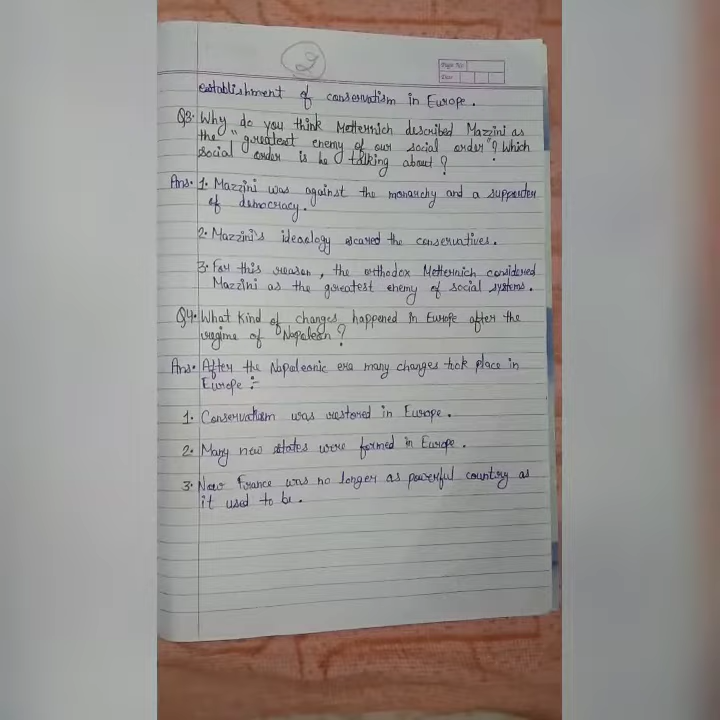 2
Page No.
Date
establishment of conservatism in Europe.
Q3. Why do you think Metternich described Mazzini as
the "greatest enemy of our social order"? Which
social order is he talking about?
Ans. 1. Mazzini was against the monarchy and a supporter
of democracy.
2. Mazzini's ideology scared the conservatives.
3. For this reason, the orthodox Metternich considered
Mazzini as the greatest enemy of social systems.
Q4. What kind of changes happened in Europe after the
regime of Napoleon?
Ans. After the Napoleonic era many changes took place in
Europe :-
1. Conservatism was restored in Europe.
2. Many new states were formed in Europe.
3. Now France was no longer as powerful country as
it used to be.